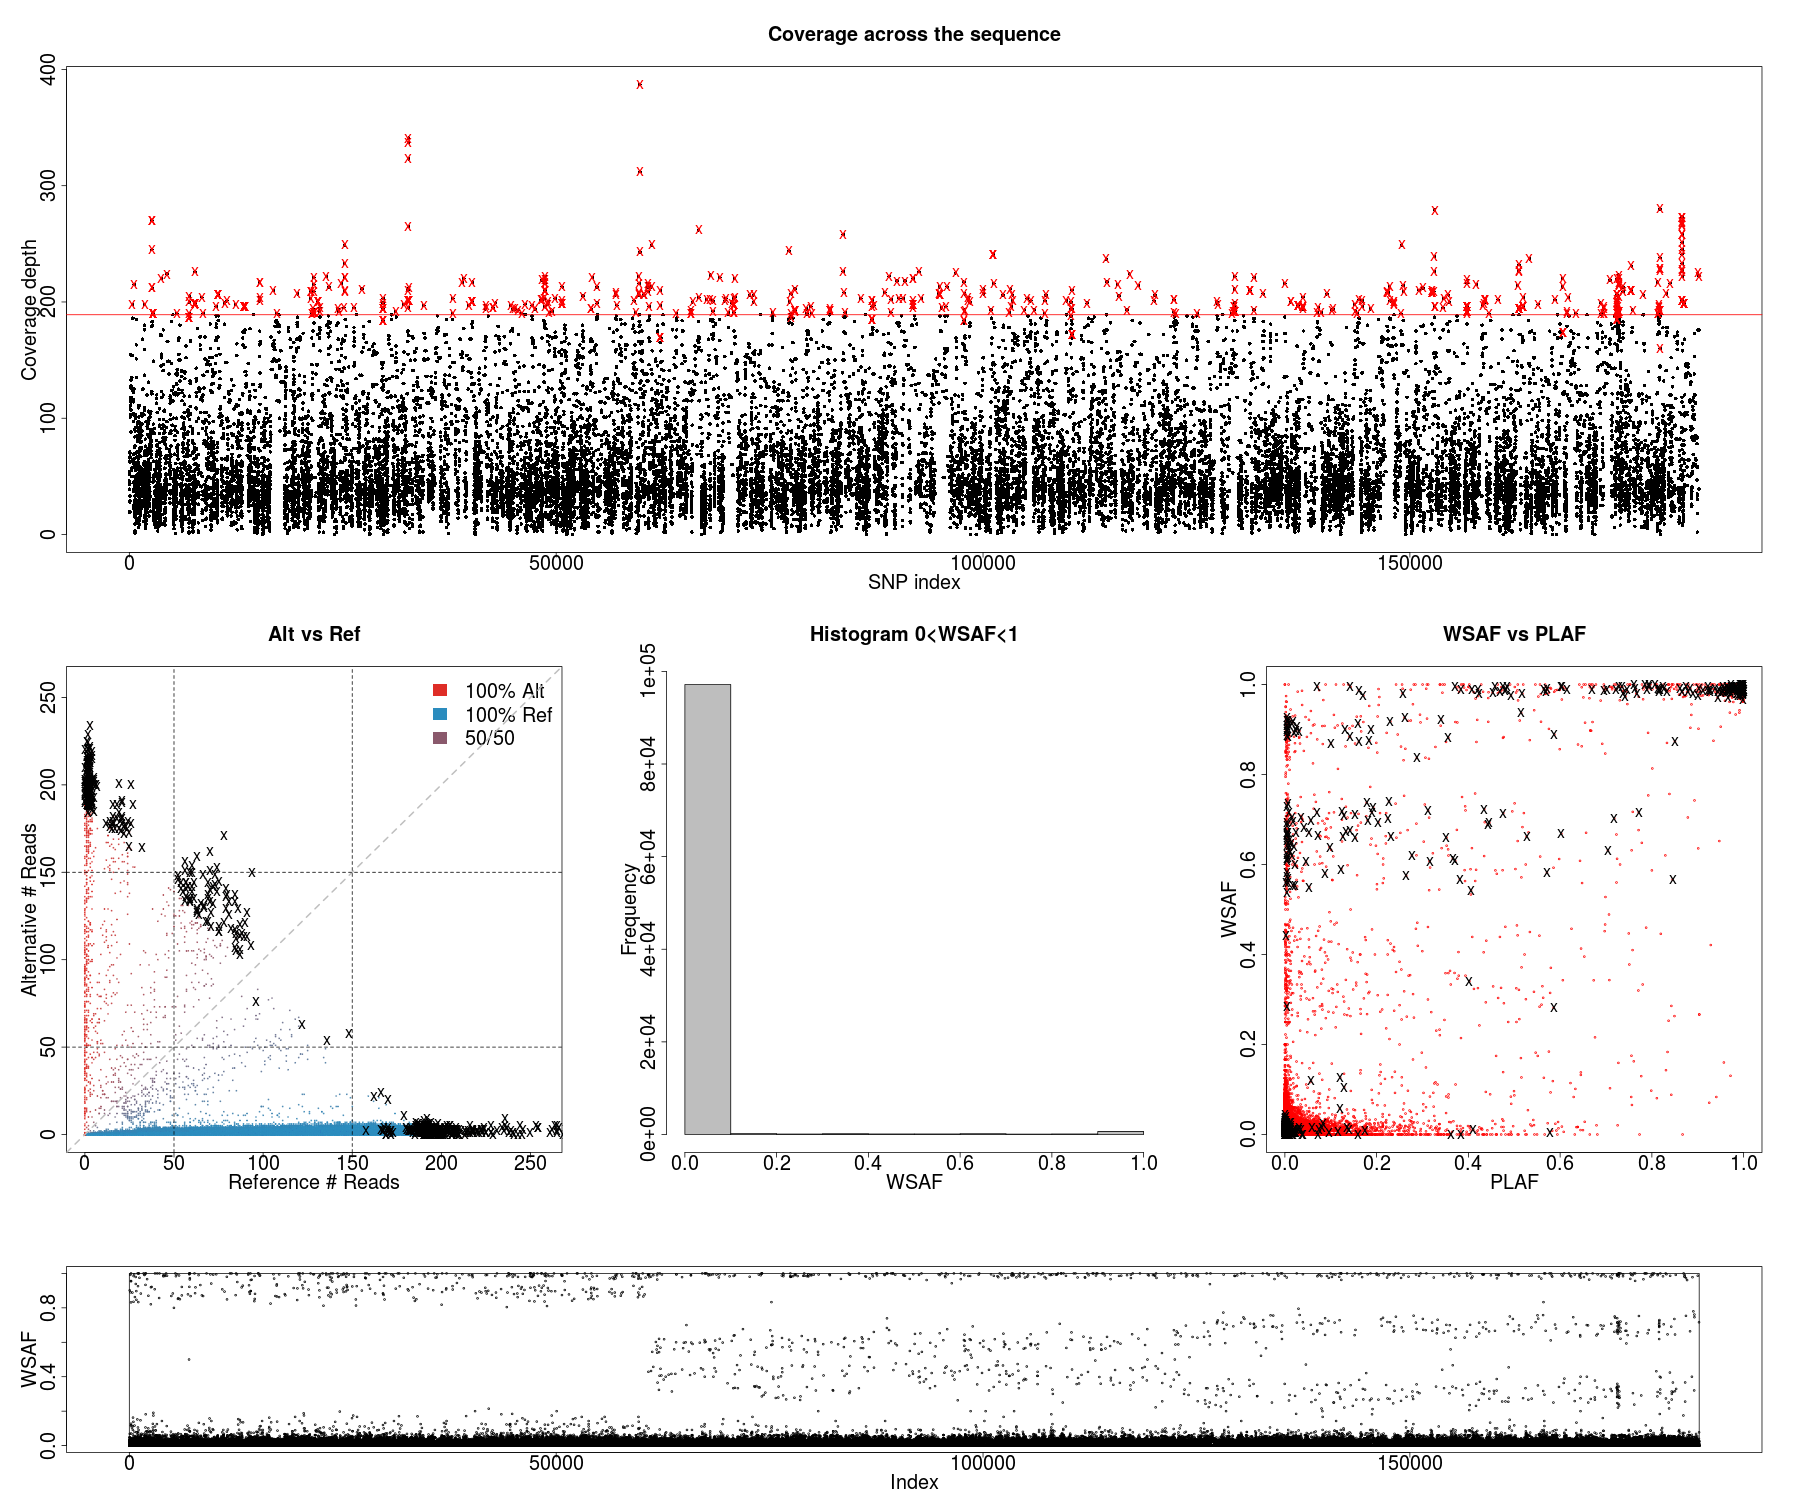 Coverage across the sequence
Coverage depth
0
100
200
300
400
0
50000
100000
150000
SNP index
Alt vs Ref
Alternative # Reads
0
50
100
150
200
250
100% Alt
100% Ref
50/50
0
50
100
150
200
250
Reference # Reads
Histogram 0<WSAF<1
Frequency
0e+00
2e+04
4e+04
6e+04
8e+04
1e+05
0.0
0.2
0.4
0.6
0.8
1.0
WSAF
WSAF vs PLAF
WSAF
0.0
0.2
0.4
0.6
0.8
1.0
0.0
0.2
0.4
0.6
0.8
1.0
PLAF
WSAF
0.0
0.4
0.8
0
50000
100000
150000
Index